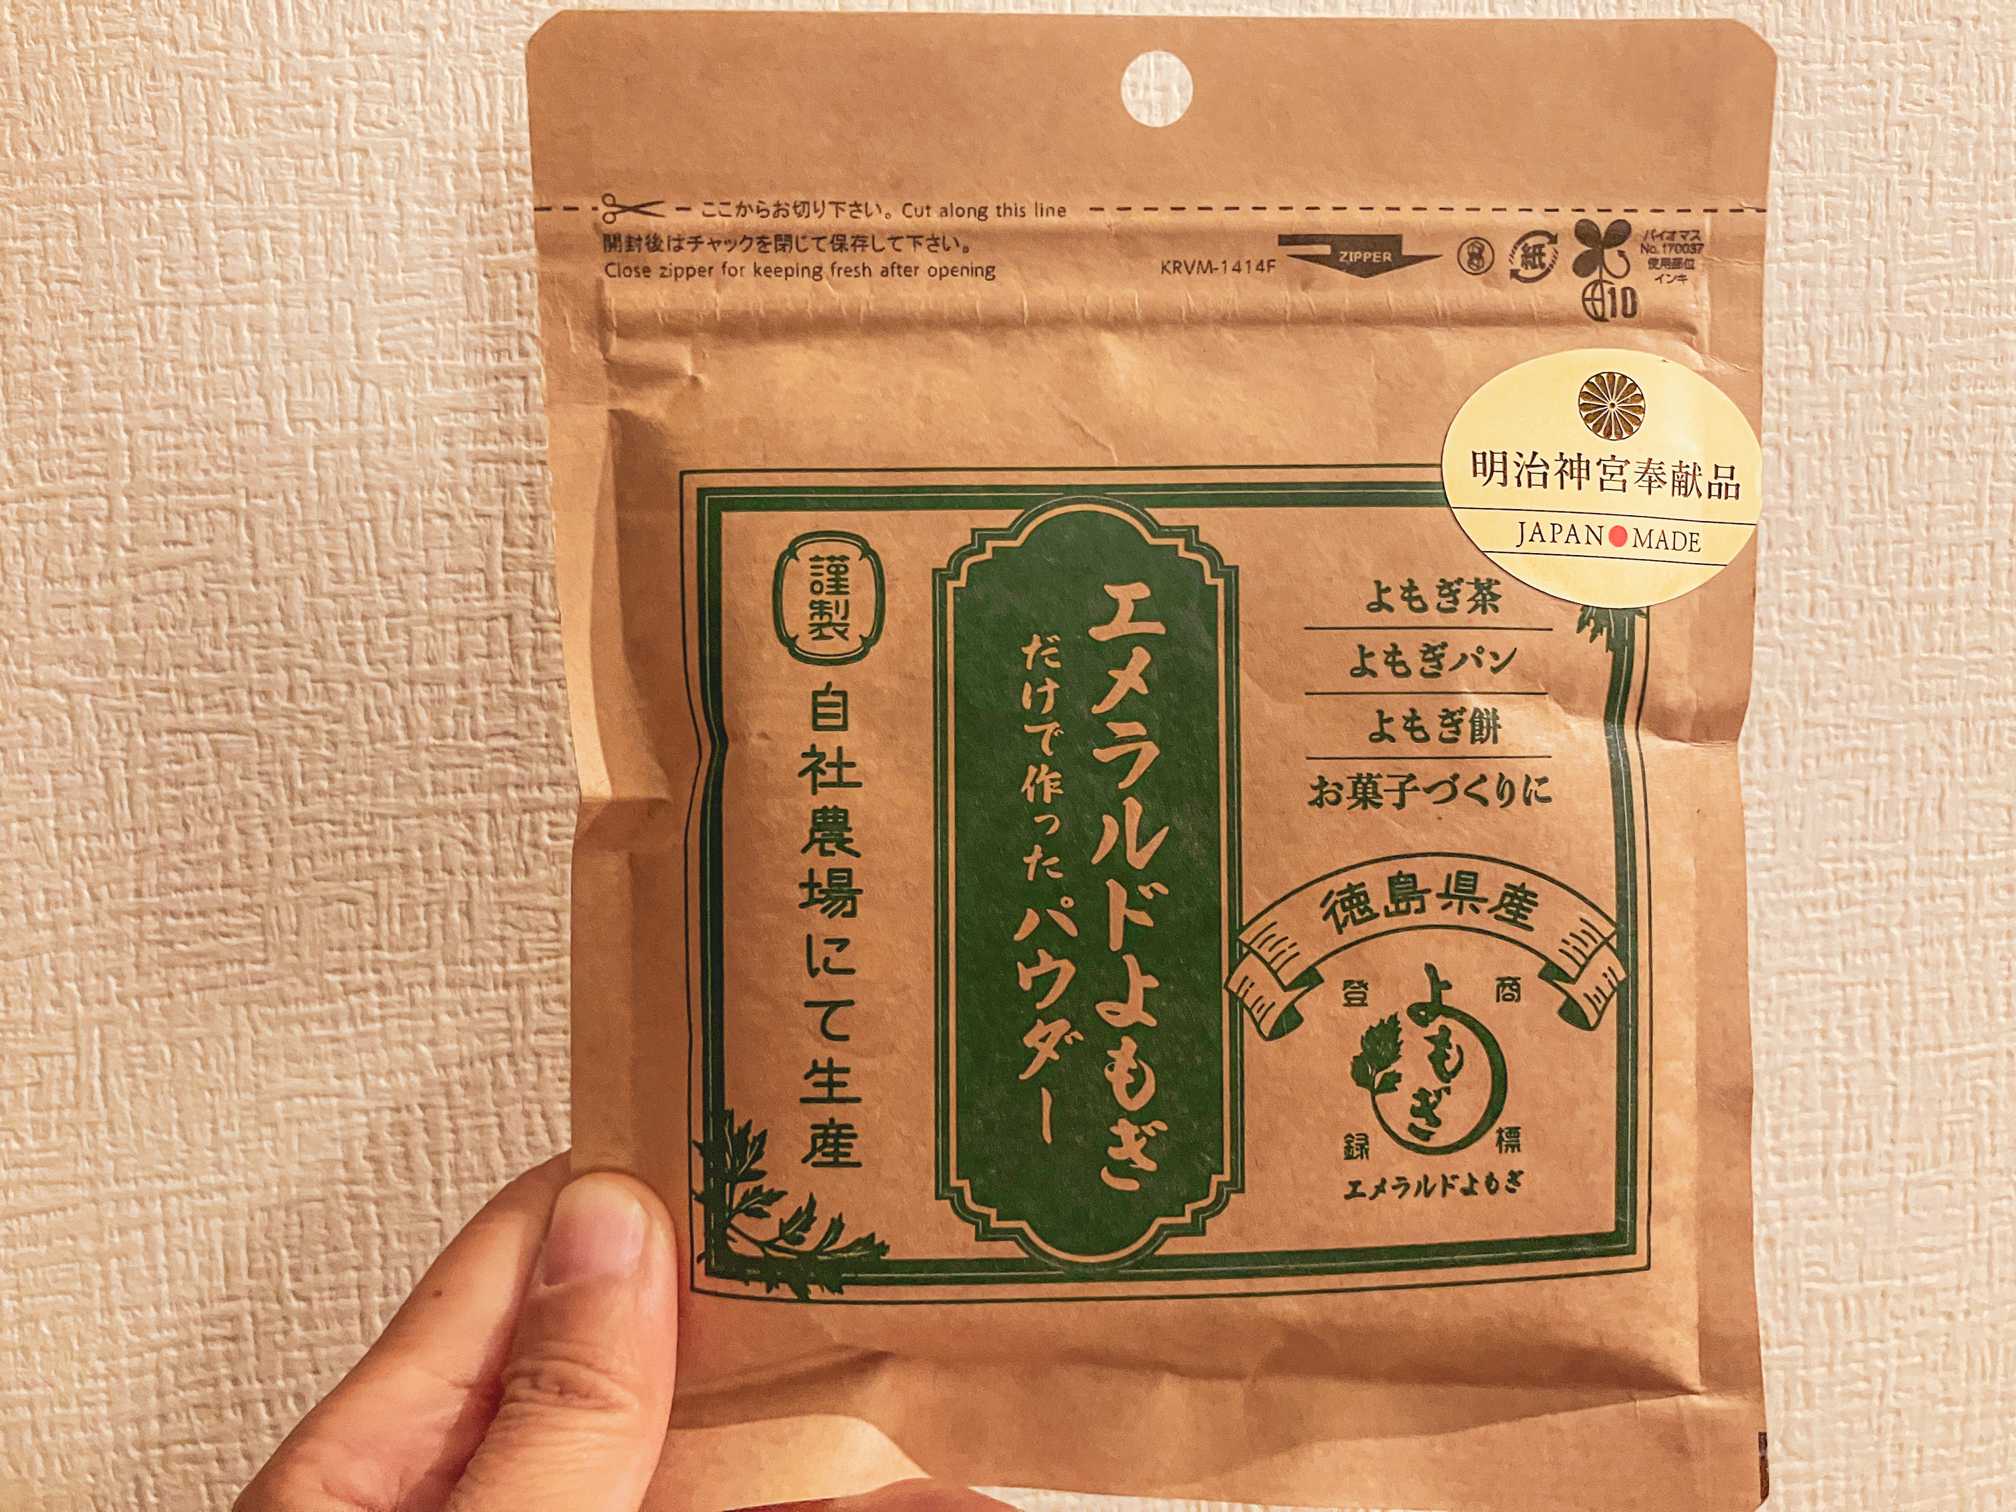 ここからお切り下さい。Cut along this line
開封後はチャックを閉じて保存して下さい。
Close zipper for keeping fresh after opening
KRVM-1414F
ZIPPER
紙
バイオマス
No.170037
使用部位
インキ
10
明治神宮奉献品
JAPAN●MADE
よもぎ茶
よもぎパン
よもぎ餅
お菓子づくりに
エメラルドよもぎ
だけで作ったパウダー
謹製
自社農場にて生産
徳島県産
登録
商標
よもぎ
エメラルドよもぎ